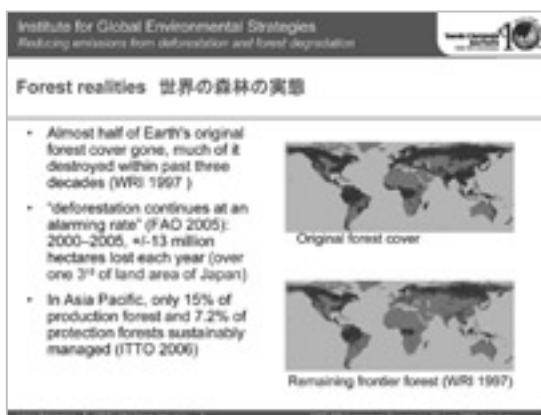 Institute for Global Environmental Strategies
Reducing emissions from deforestation and forest degradation
Forest realities 世界の森林の実態
• Almost half of Earth's original
forest cover gone, much of it
destroyed within past three
decades (WRI 1997 )
• "deforestation continues at an
alarming rate" (FAO 2005):
2000–2005, +/-13 million
hectares lost each year (over
one 3rd of land area of Japan)
• In Asia Pacific, only 15% of
production forest and 7.2% of
protection forests sustainably
managed (ITTO 2006)
Original forest cover
Remaining frontier forest (WRI 1997)